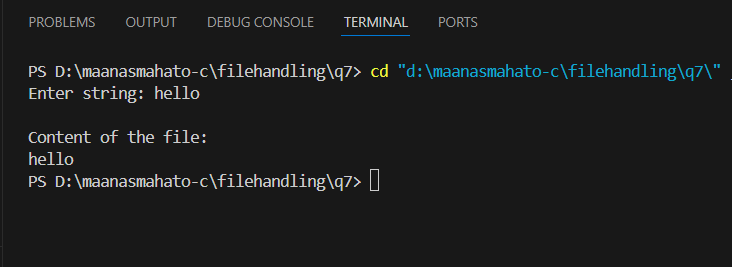 PROBLEMS OUTPUT DEBUG CONSOLE TERMINAL PORTS
PS D:\maanasmahato-c\filehandling\q7> cd "d:\maanasmahato-c\filehandling\q7\"
Enter string: hello
Content of the file:
hello
PS D:\maanasmahato-c\filehandling\q7>